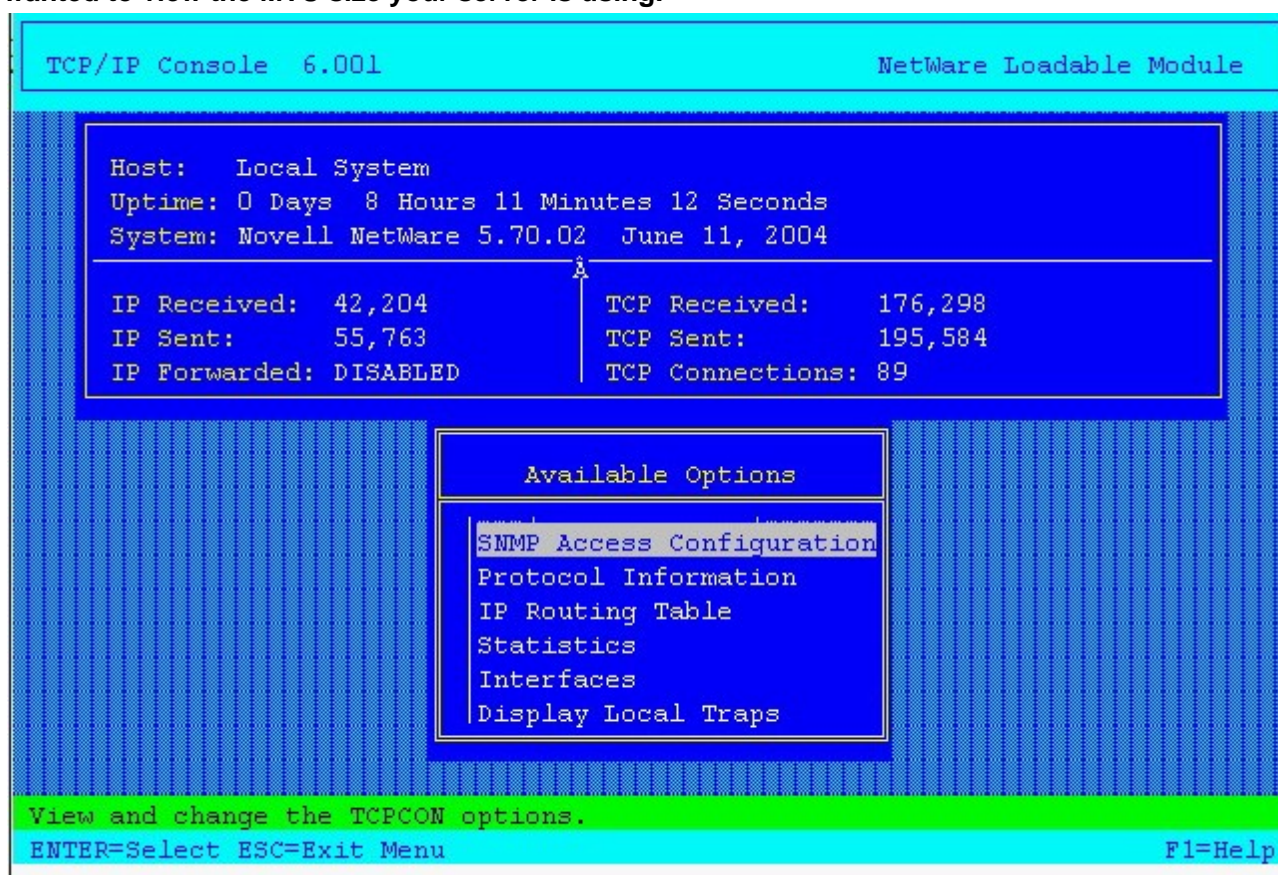 wanted to view the MTU size your server is using.
TCP/IP Console 6.00l NetWare Loadable Module
Host: Local System
Uptime: 0 Days 8 Hours 11 Minutes 12 Seconds
System: Novell NetWare 5.70.02 June 11, 2004
IP Received: 42,204 TCP Received: 176,298
IP Sent: 55,763 TCP Sent: 195,584
IP Forwarded: DISABLED TCP Connections: 89
Available Options
SNMP Access Configuration
Protocol Information
IP Routing Table
Statistics
Interfaces
Display Local Traps
View and change the TCPCON options.
ENTER=Select ESC=Exit Menu F1=Help